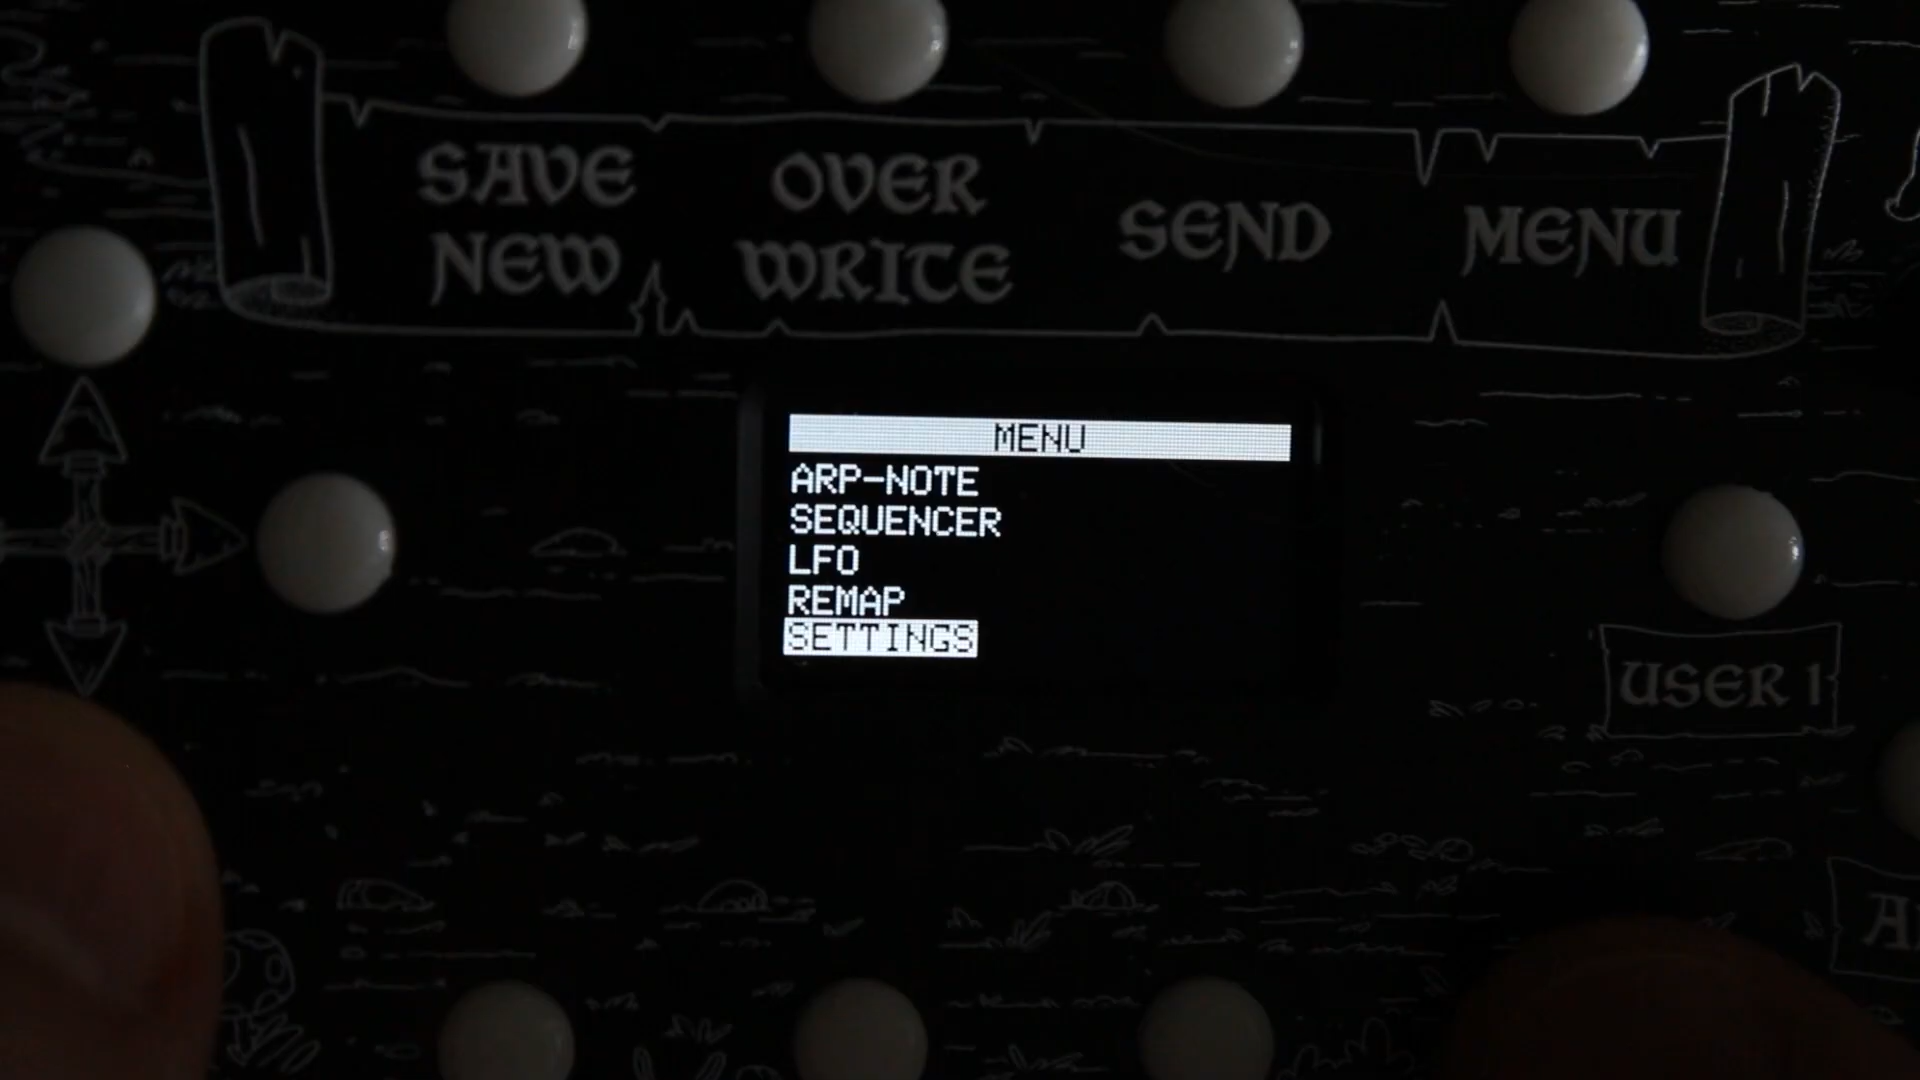 SAVE NEW
OVER WRITE
SEND
MENU
MENU
ARP-NOTE
SEQUENCER
LFO
REMAP
SETTINGS
USER 1